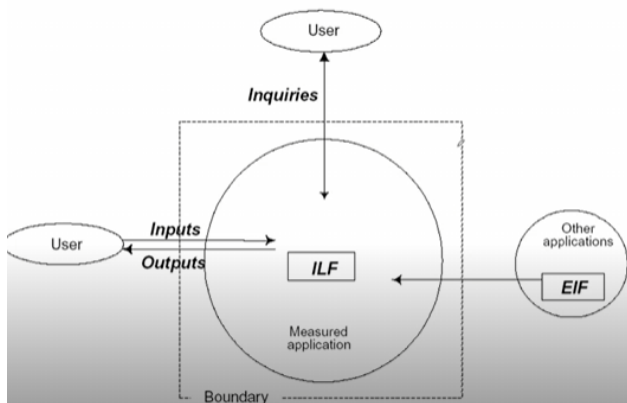 User
Inquiries
User
Inputs
Outputs
ILF
Measured
application
Other
applications
EIF
Boundary